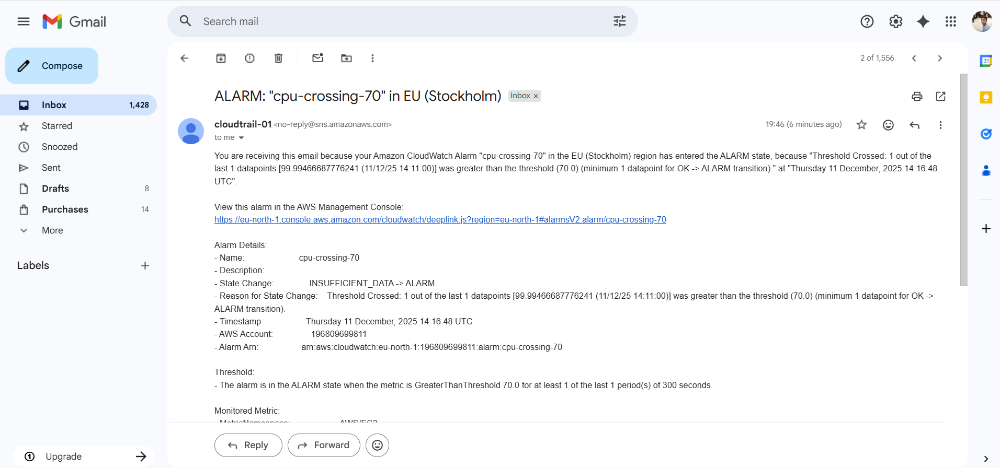 Gmail
Search mail
Compose
2 of 1,556
Inbox 1,428
Starred
Snoozed
Sent
Drafts 8
Purchases 14
More
Labels
Upgrade
ALARM: "cpu-crossing-70" in EU (Stockholm) Inbox ×
cloudtrail-01 <no-reply@sns.amazonaws.com> 19:46 (6 minutes ago)
to me
You are receiving this email because your Amazon CloudWatch Alarm "cpu-crossing-70" in the EU (Stockholm) region has entered the ALARM state, because "Threshold Crossed: 1 out of the
last 1 datapoints [99.99466687776241 (11/12/25 14:11:00)] was greater than the threshold (70.0) (minimum 1 datapoint for OK -> ALARM transition)." at "Thursday 11 December, 2025 14:16:48
UTC".
View this alarm in the AWS Management Console:
https://eu-north-1.console.aws.amazon.com/cloudwatch/deeplink.js?region=eu-north-1#alarmsV2:alarm/cpu-crossing-70
Alarm Details:
- Name: cpu-crossing-70
- Description:
- State Change: INSUFFICIENT_DATA -> ALARM
- Reason for State Change: Threshold Crossed: 1 out of the last 1 datapoints [99.99466687776241 (11/12/25 14:11:00)] was greater than the threshold (70.0) (minimum 1 datapoint for OK ->
ALARM transition).
- Timestamp: Thursday 11 December, 2025 14:16:48 UTC
- AWS Account: 196809699811
- Alarm Arn: arn:aws:cloudwatch:eu-north-1:196809699811:alarm:cpu-crossing-70
Threshold:
- The alarm is in the ALARM state when the metric is GreaterThanThreshold 70.0 for at least 1 of the last 1 period(s) of 300 seconds.
Monitored Metric:
- MetricNamespace: AWS/EC2
Reply
Forward
31